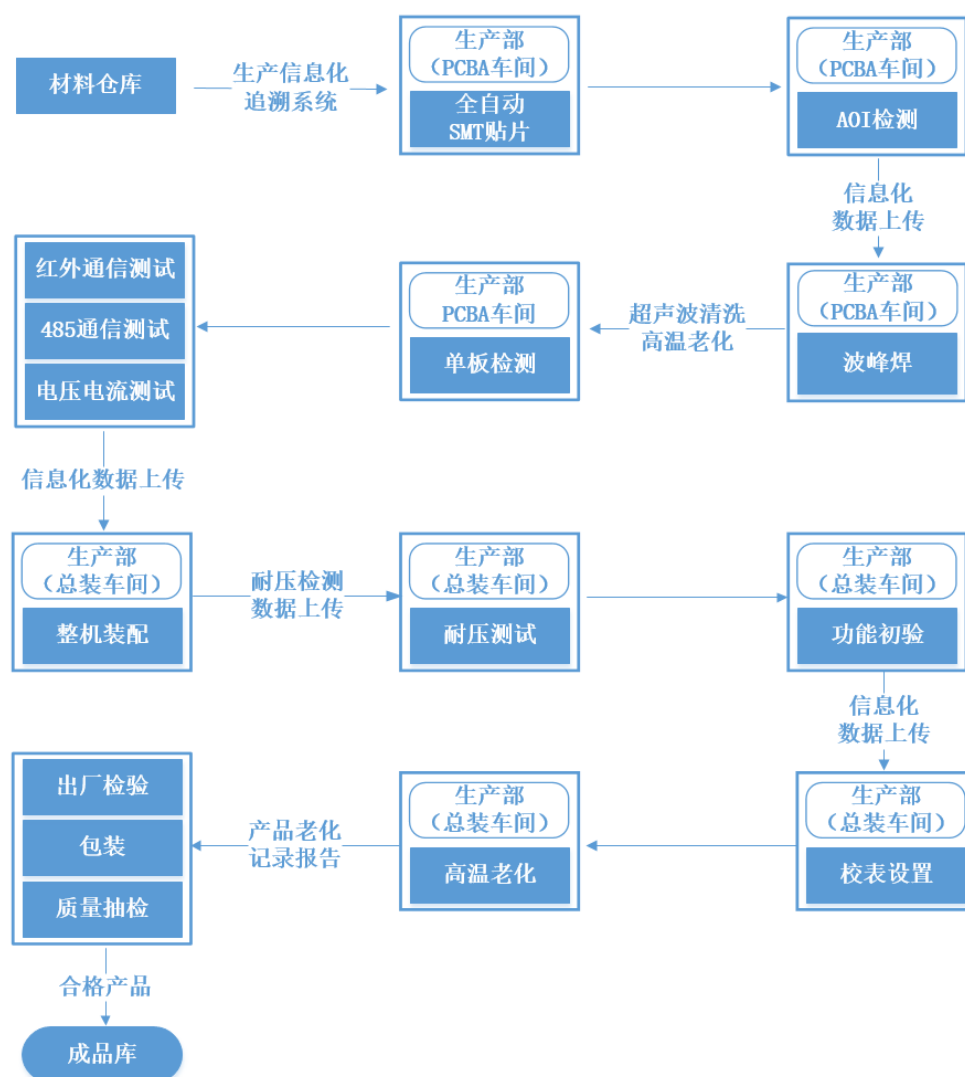 材料仓库
生产信息化
追溯系统
生产部
（PCBA车间）
全自动
SMT贴片
生产部
（PCBA车间）
AOI检测
信息化
数据上传
生产部
（PCBA车间）
波峰焊
超声波清洗
高温老化
生产部
PCBA车间
单板检测
红外通信测试
485通信测试
电压电流测试
信息化数据上传
生产部
（总装车间）
整机装配
耐压检测
数据上传
生产部
（总装车间）
耐压测试
生产部
（总装车间）
功能初验
信息化
数据上传
生产部
（总装车间）
校表设置
生产部
（总装车间）
高温老化
产品老化
记录报告
出厂检验
包装
质量抽检
合格产品
成品库